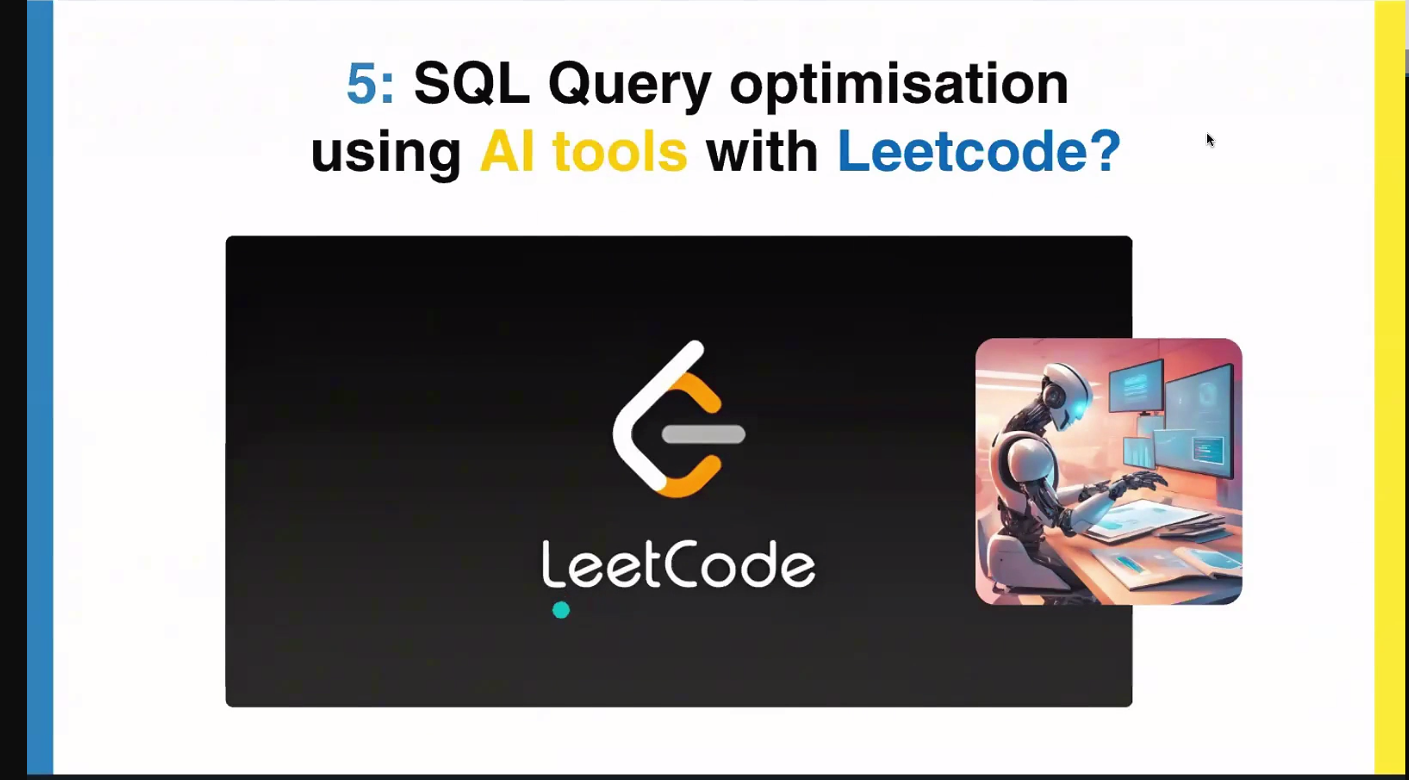 5: SQL Query optimisation
using AI tools with Leetcode?
LeetCode